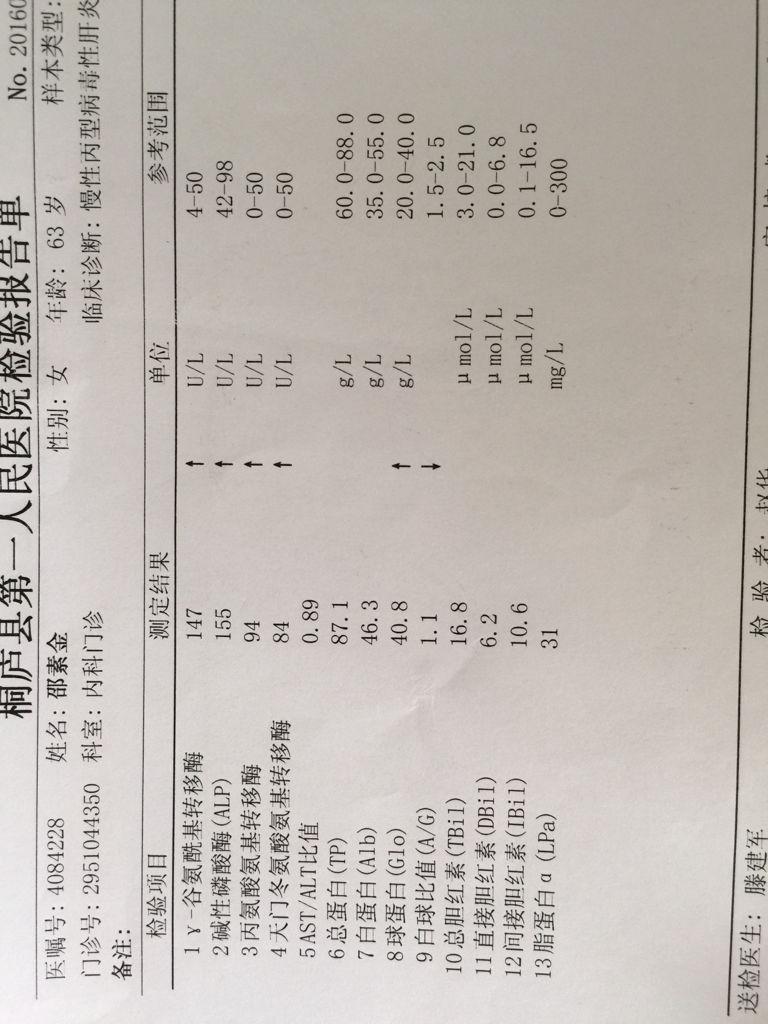 桐庐县第一人民医院检验报告单 No. 20160
医嘱号: 4084228 姓名: 邵素金 性别: 女 年龄: 63 岁 样本类型:
门诊号: 2951044350 科室: 内科门诊 临床诊断: 慢性丙型病毒性肝炎
备注:
检验项目 测定结果 单位 参考范围
1 γ-谷氨酰基转移酶 147 ↑ U/L 4-50
2 碱性磷酸酶(ALP) 155 ↑ U/L 42-98
3 丙氨酸氨基转移酶 94 ↑ U/L 0-50
4 天门冬氨酸氨基转移酶 84 ↑ U/L 0-50
5 AST/ALT比值 0.89
6 总蛋白(TP) 87.1 g/L 60.0-88.0
7 白蛋白(Alb) 46.3 g/L 35.0-55.0
8 球蛋白(Glo) 40.8 ↑ g/L 20.0-40.0
9 白球比值(A/G) 1.1 ↓ 1.5-2.5
10 总胆红素(TBil) 16.8 μmol/L 3.0-21.0
11 直接胆红素(DBil) 6.2 μmol/L 0.0-6.8
12 间接胆红素(IBil) 10.6 μmol/L 0.1-16.5
13 脂蛋白α(LPa) 31 mg/L 0-300
送检医生: 滕建军 检验者: 赵华